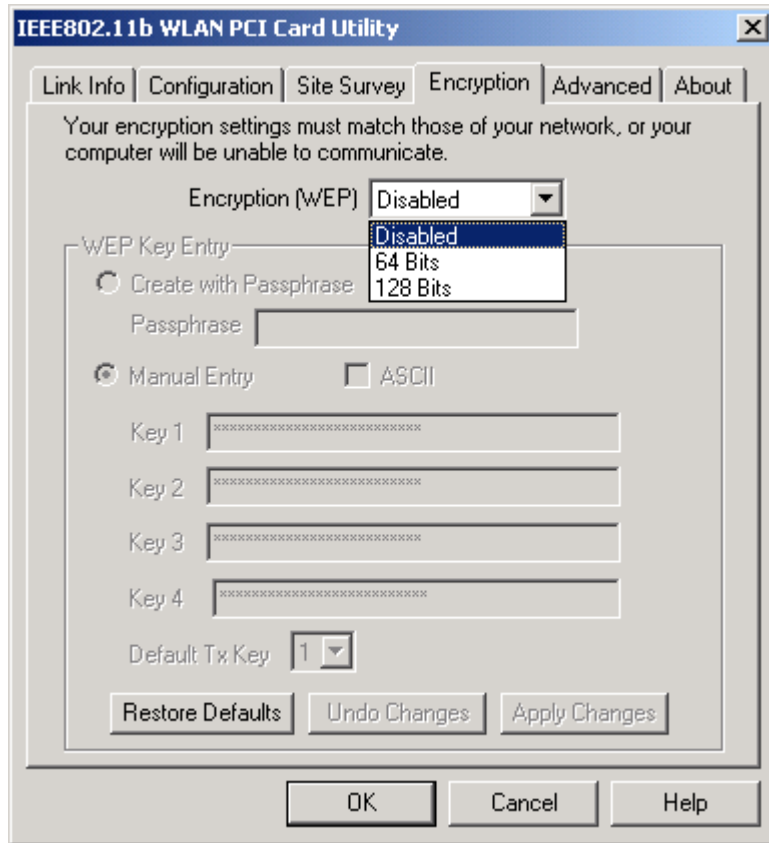 IEEE802.11b WLAN PCI Card Utility
Link Info Configuration Site Survey Encryption Advanced About
Your encryption settings must match those of your network, or your
computer will be unable to communicate.
Encryption (WEP) Disabled
Disabled
64 Bits
128 Bits
WEP Key Entry
Create with Passphrase
Passphrase
Manual Entry ASCII
Key 1 **************************
Key 2 **************************
Key 3 **************************
Key 4 **************************
Default Tx Key 1
Restore Defaults Undo Changes Apply Changes
OK Cancel Help